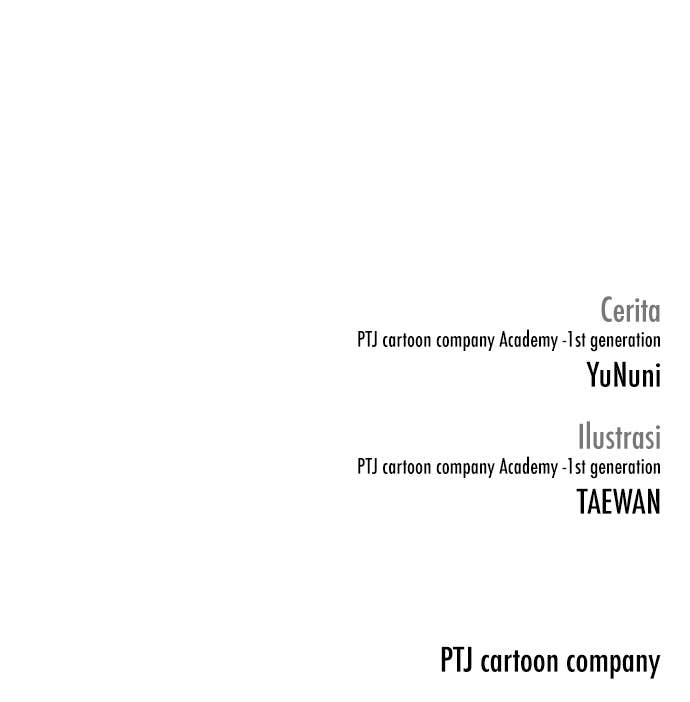 Cerita
PTJ cartoon company Academy -1st generation
YuNuni
Ilustrasi
PTJ cartoon company Academy -1st generation
TAEWAN
PTJ cartoon company